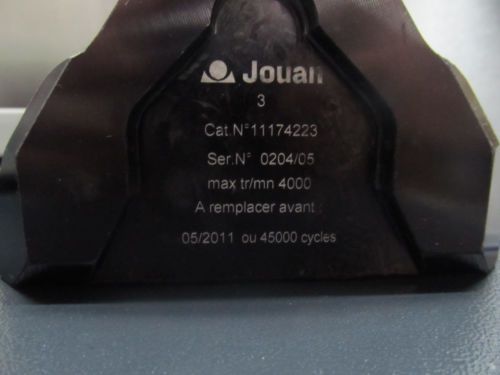 Jouan
3
Cat.N°11174223
Ser.N° 0204/05
max tr/mn 4000
A remplacer avant :
05/2011 ou 45000 cycles